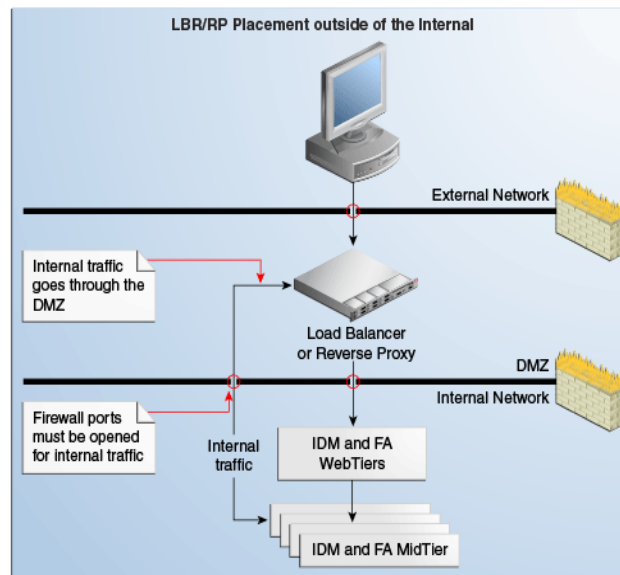 LBR/RP Placement outside of the Internal
External Network
Internal traffic
goes through the
DMZ
Load Balancer
or Reverse Proxy
DMZ
Internal Network
Firewall ports
must be opened
for internal traffic
Internal
traffic
IDM and FA
WebTiers
IDM and FA MidTier